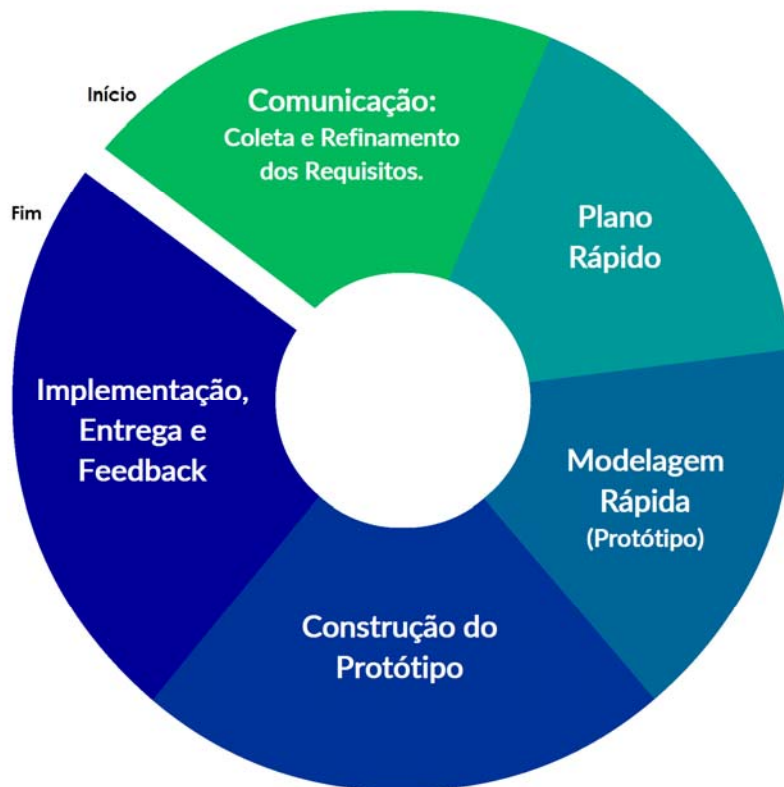 Início
Comunicação:
Coleta e Refinamento
dos Requisitos.
Plano
Rápido
Modelagem
Rápida
(Protótipo)
Construção do
Protótipo
Implementação,
Entrega e
Feedback
Fim